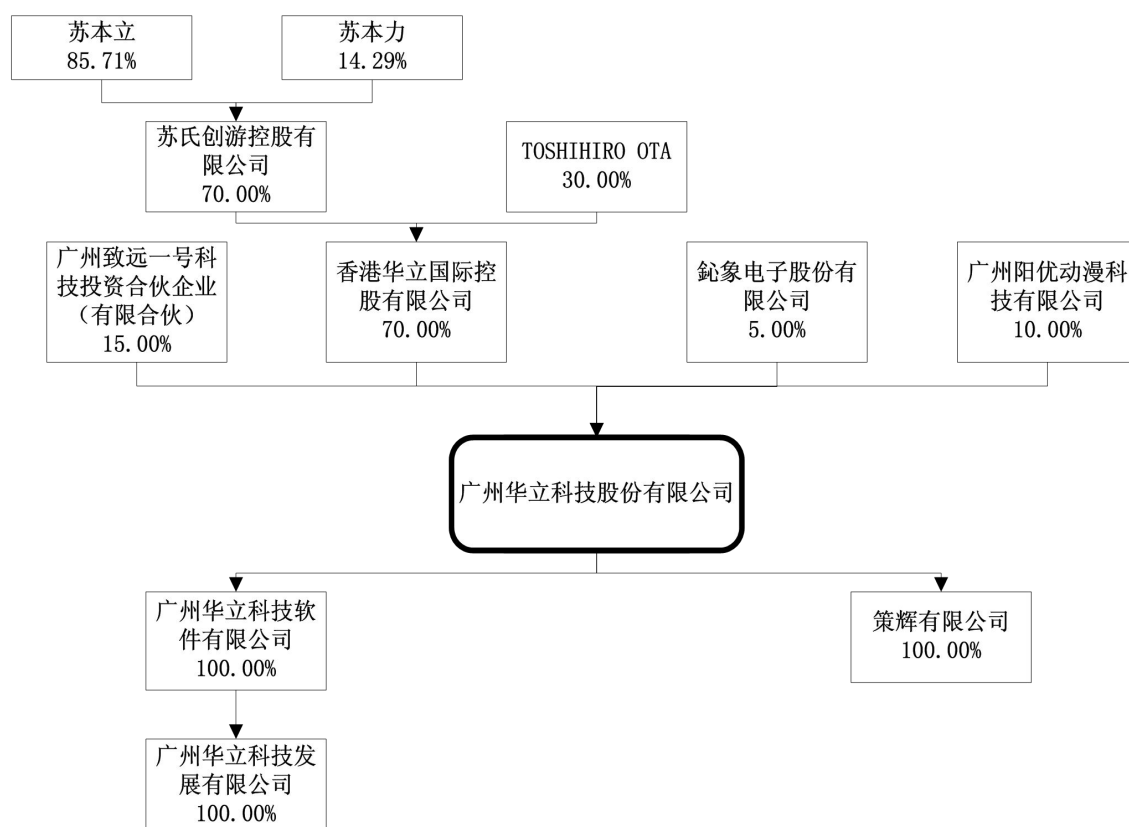 苏本立
85.71%
苏本力
14.29%
苏氏创游控股有
限公司
70.00%
TOSHIHIRO OTA
30.00%
广州致远一号科
技投资合伙企业
（有限合伙）
15.00%
香港华立国际控
股有限公司
70.00%
鈊象电子股份有
限公司
5.00%
广州阳优动漫科
技有限公司
10.00%
广州华立科技股份有限公司
广州华立科技软
件有限公司
100.00%
策辉有限公司
100.00%
广州华立科技发
展有限公司
100.00%